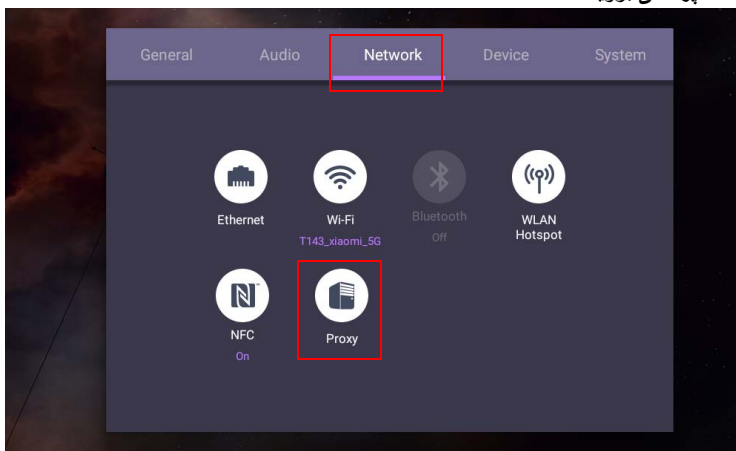 General Audio Network Device System
Ethernet Wi-Fi Bluetooth WLAN
T143_xiaomi_5G Off Hotspot
NFC Proxy
On